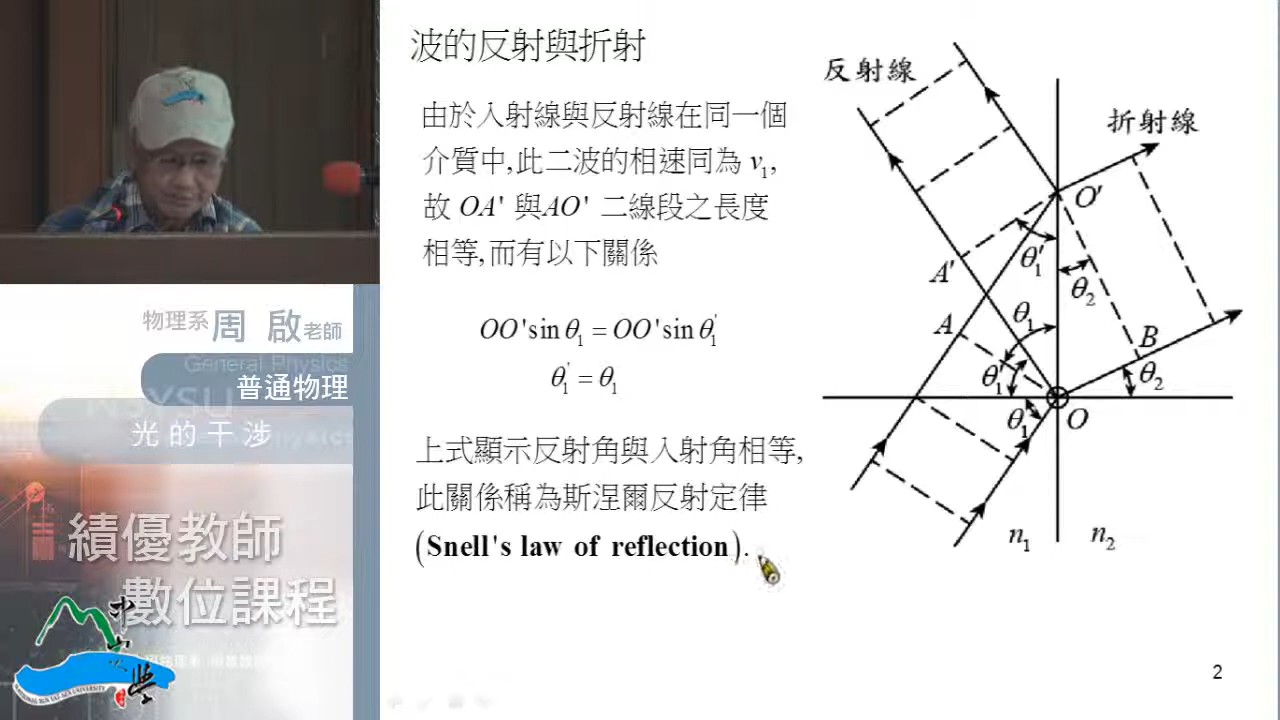 波的反射與折射
由於入射線與反射線在同一個
介質中,此二波的相速同為 v₁,
故 OA' 與AO' 二線段之長度
相等,而有以下關係
OO'sin θ₁ = OO'sin θ₁'
θ₁' = θ₁
上式顯示反射角與入射角相等,
此關係稱為斯涅爾反射定律
(Snell's law of reflection).
反射線
折射線
O'
θ₁'
A'
θ₂
θ₁
A
B
θ₁'
θ₂
θ₁
O
n₁
n₂
2
物理系 周 啟 老師
General Physics
普通物理
光的干涉
績優教師
數位課程